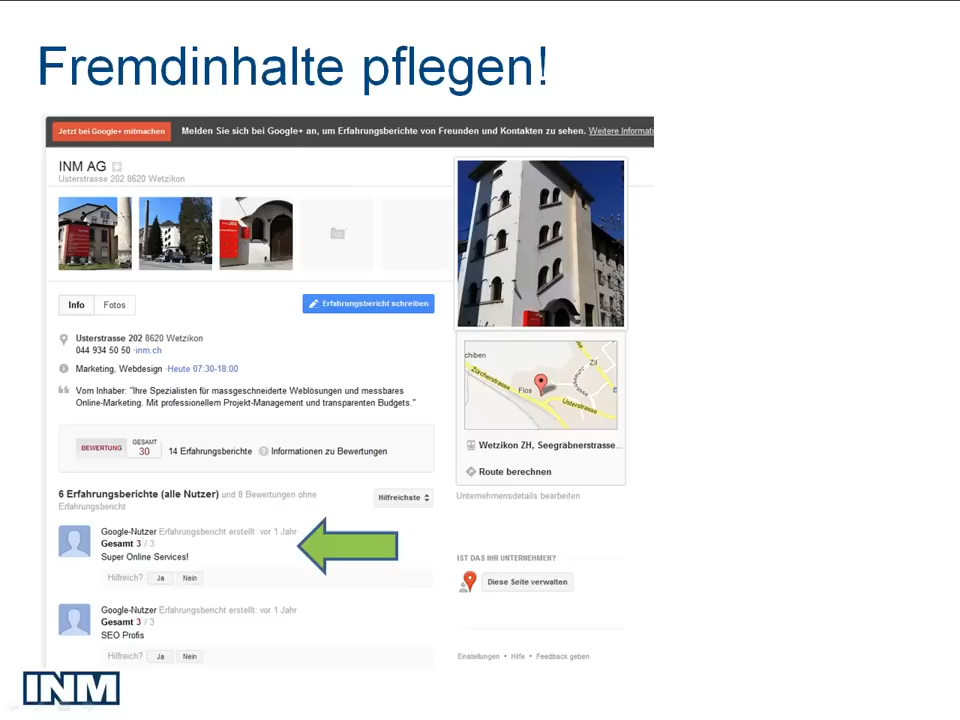 Fremdinhalte pflegen!
Jetzt bei Google+ mitmachen
Melden Sie sich bei Google+ an, um Erfahrungsberichte von Freunden und Kontakten zu sehen. Weitere Informati
INM AG
Usterstrasse 202 8620 Wetzikon
Info
Fotos
Erfahrungsbericht schreiben
Usterstrasse 202 8620 Wetzikon
044 934 50 50 · inm.ch
Marketing, Webdesign · Heute 07:30-18:00
Vom Inhaber: "Ihre Spezialisten für massgeschneiderte Weblösungen und messbares
Online-Marketing. Mit professionellem Projekt-Management und transparenten Budgets."
BEWERTUNG
GESAMT
30
14 Erfahrungsberichte
Informationen zu Bewertungen
6 Erfahrungsberichte (alle Nutzer) und 8 Bewertungen ohne
Erfahrungsbericht
Hilfreichste
Google-Nutzer Erfahrungsbericht erstellt: vor 1 Jahr
Gesamt 3 / 3
Super Online Services!
Hilfreich? Ja Nein
Google-Nutzer Erfahrungsbericht erstellt: vor 1 Jahr
Gesamt 3 / 3
SEO Profis
Hilfreich? Ja Nein
chiben
Zil
Zürcherstrasse
Flos
Usterstrasse
Wetzikon ZH, Seegräbnerstrasse...
Route berechnen
Unternehmensdetails bearbeiten
IST DAS IHR UNTERNEHMEN?
Diese Seite verwalten
Einstellungen • Hilfe • Feedback geben
INM